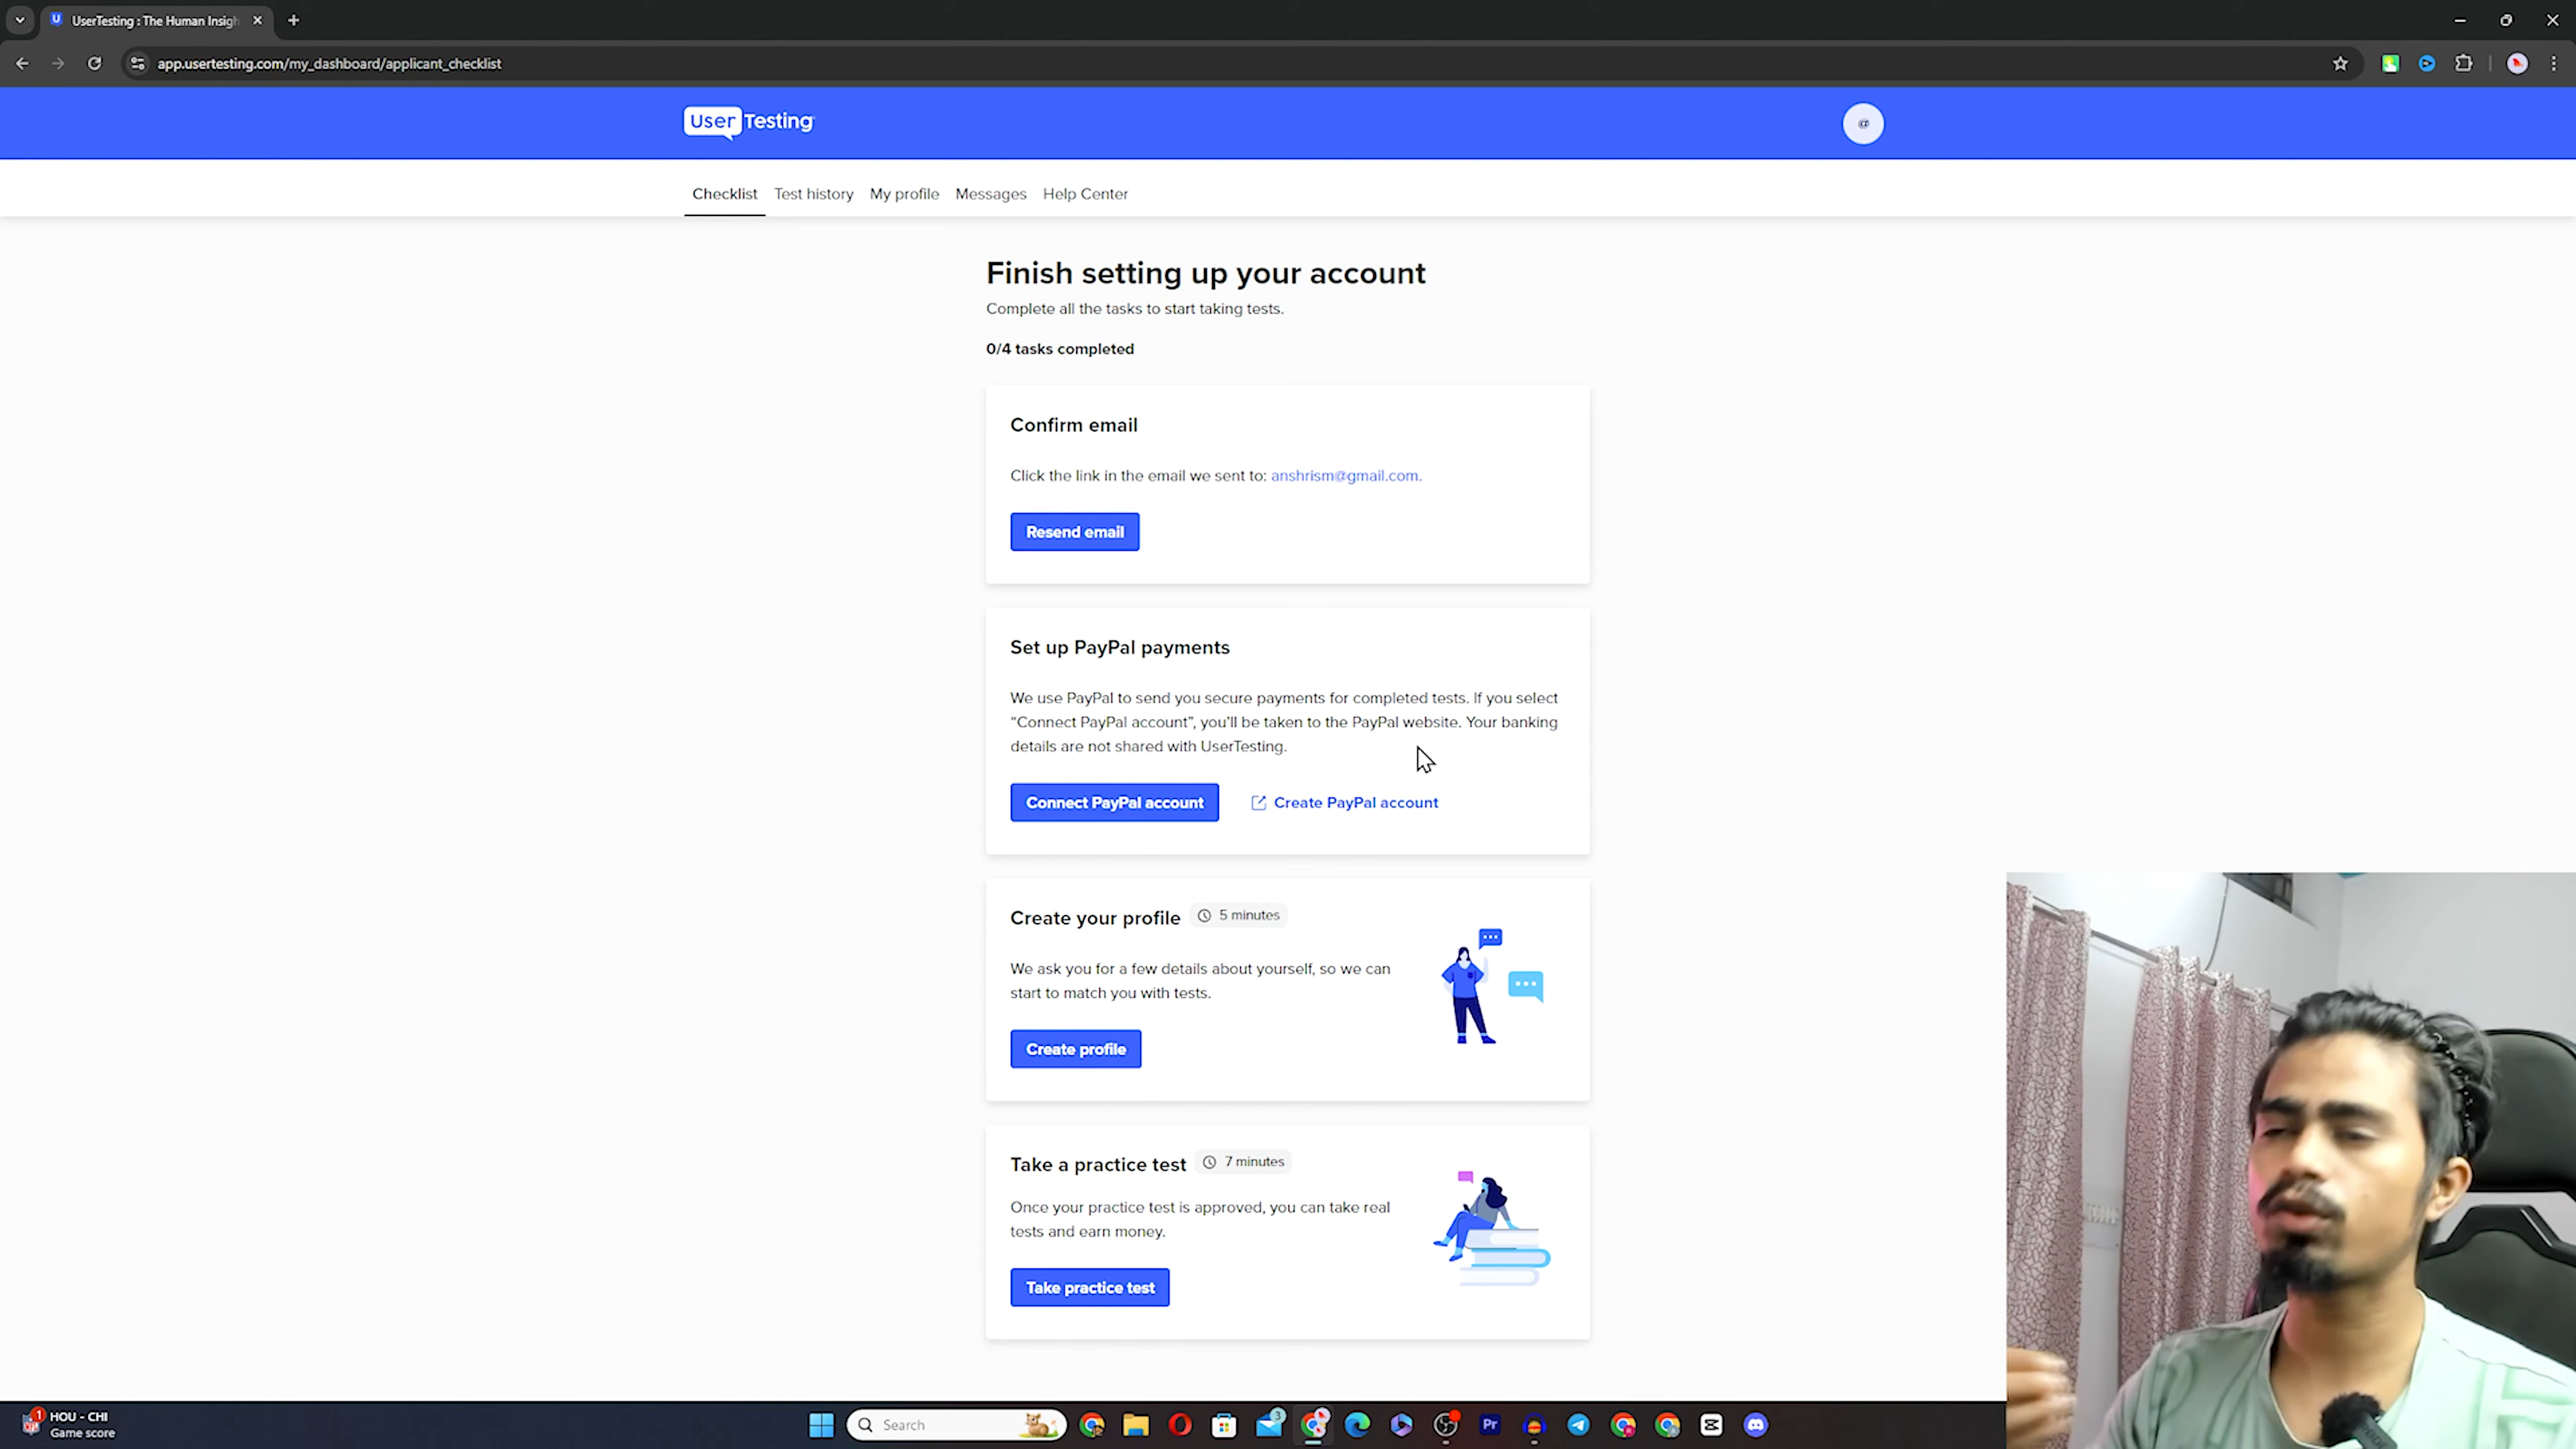 UserTesting : The Human Insigh
app.usertesting.com/my_dashboard/applicant_checklist
User Testing
@
Checklist Test history My profile Messages Help Center
Finish setting up your account
Complete all the tasks to start taking tests.
0/4 tasks completed
Confirm email
Click the link in the email we sent to: anshrism@gmail.com.
Resend email
Set up PayPal payments
We use PayPal to send you secure payments for completed tests. If you select
“Connect PayPal account”, you'll be taken to the PayPal website. Your banking
details are not shared with UserTesting.
Connect PayPal account Create PayPal account
Create your profile 5 minutes
We ask you for a few details about yourself, so we can
start to match you with tests.
Create profile
Take a practice test 7 minutes
Once your practice test is approved, you can take real
tests and earn money.
Take practice test
1
HOU - CHI
Game score
Search
3
Pr